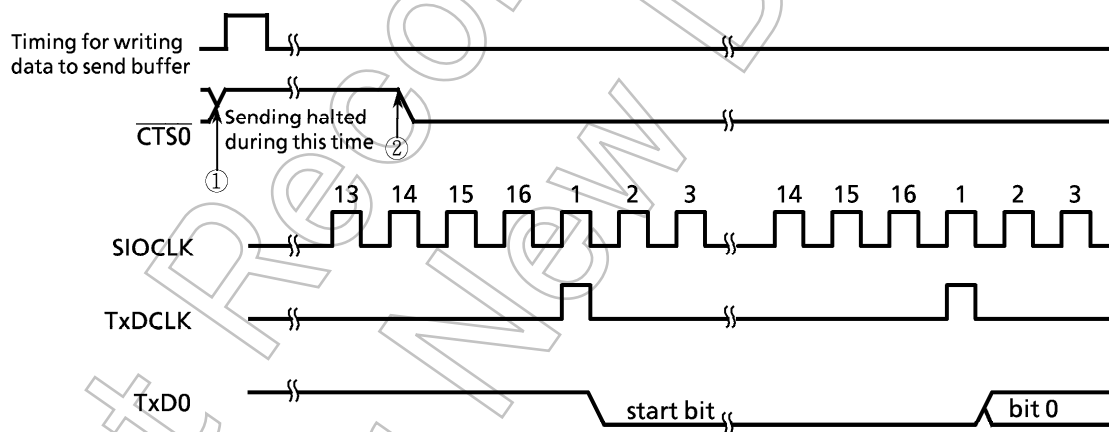 Timing for writing
data to send buffer
CTS0
Sending halted
during this time
①
②
13 14 15 16 1 2 3 14 15 16 1 2 3
SIOCLK
TxDCLK
TxD0
start bit
bit 0